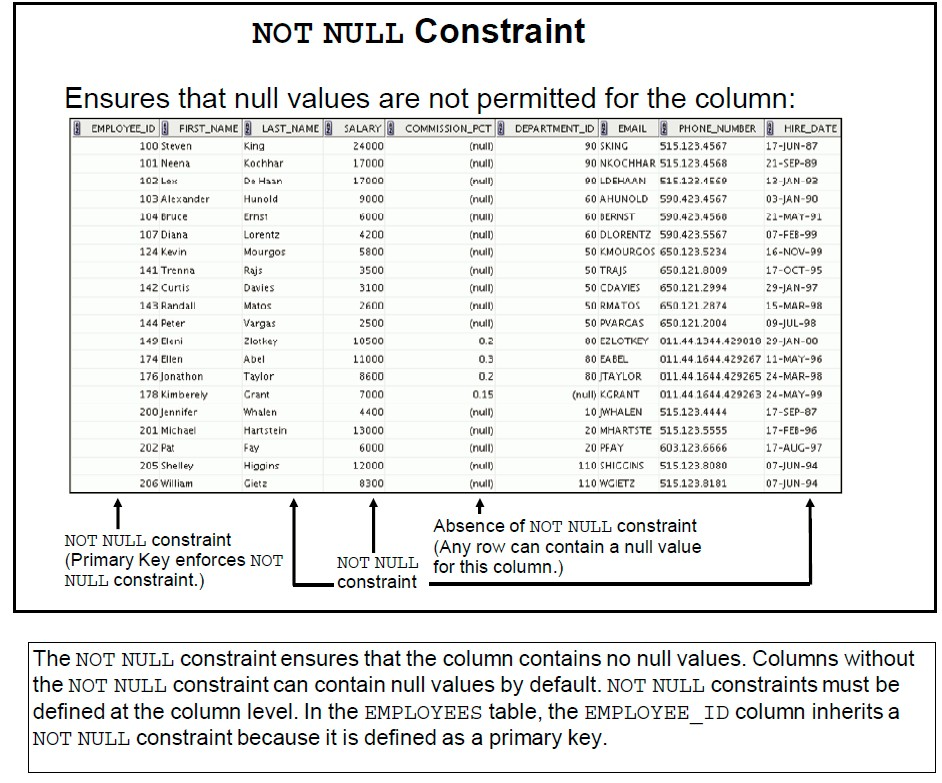 NOT NULL Constraint
Ensures that null values are not permitted for the column:
EMPLOYEE_ID FIRST_NAME LAST_NAME SALARY COMMISSION_PCT DEPARTMENT_ID EMAIL PHONE_NUMBER HIRE_DATE
100 Steven King 24000 (null) 90 SKING 515.123.4567 17-JUN-87
101 Neena Kochhar 17000 (null) 90 NKOCHHAR 515.123.4568 21-SEP-89
102 Lex De Haan 17000 (null) 90 LDEHAAN 515.123.4569
103 Alexander Hunold 9000 (null) 60 AHUNOLD 590.423.4567 03-JAN-90
104 Bruce Ernst 6000 (null) 60 BERNST 590.423.4568 21-MAY-91
107 Diana Lorentz 4200 (null) 60 DLORENTZ 590.423.5567 07-FEB-99
124 Kevin Mourgos 5800 (null) 50 KMOURGOS 650.123.5234 16-NOV-99
141 Trenna Rajs 3500 (null) 50 TRAJS 650.121.8009 17-OCT-95
142 Curtis Davies 3100 (null) 50 CDAVIES 650.121.2994 29-JAN-97
143 Randall Matos 2600 (null) 50 RMATOS 650.121.2874 15-MAR-98
144 Peter Vargas 2500 (null) 50 PVARGAS 650.121.2004 09-JUL-98
149 Eleni Zlotkey 10500 0.2 80 EZLOTKEY 011.44.1344.429018 29-JAN-00
174 Ellen Abel 11000 0.3 80 EABEL 011.44.1644.429267 11-MAY-96
176 Jonathon Taylor 8600 0.2 80 JTAYLOR 011.44.1644.429265 24-MAR-98
178 Kimberely Grant 7000 0.15 (null) KGRANT 011.44.1644.429263 24-MAY-99
200 Jennifer Whalen 4400 (null) 10 JWHALEN 515.123.4444 17-SEP-87
201 Michael Hartstein 13000 (null) 20 MHARTSTE 515.123.5555 17-FEB-96
202 Pat Fay 6000 (null) 20 PFAY 603.123.6666 17-AUG-97
205 Shelley Higgins 12000 (null) 110 SHIGGINS 515.123.8080 07-JUN-94
206 William Gietz 8300 (null) 110 WGIETZ 515.123.8181 07-JUN-94
NOT NULL constraint
(Primary Key enforces NOT
NULL constraint.)
NOT NULL
constraint
Absence of NOT NULL constraint
(Any row can contain a null value
for this column.)
The NOT NULL constraint ensures that the column contains no null values. Columns without
the NOT NULL constraint can contain null values by default. NOT NULL constraints must be
defined at the column level. In the EMPLOYEES table, the EMPLOYEE_ID column inherits a
NOT NULL constraint because it is defined as a primary key.